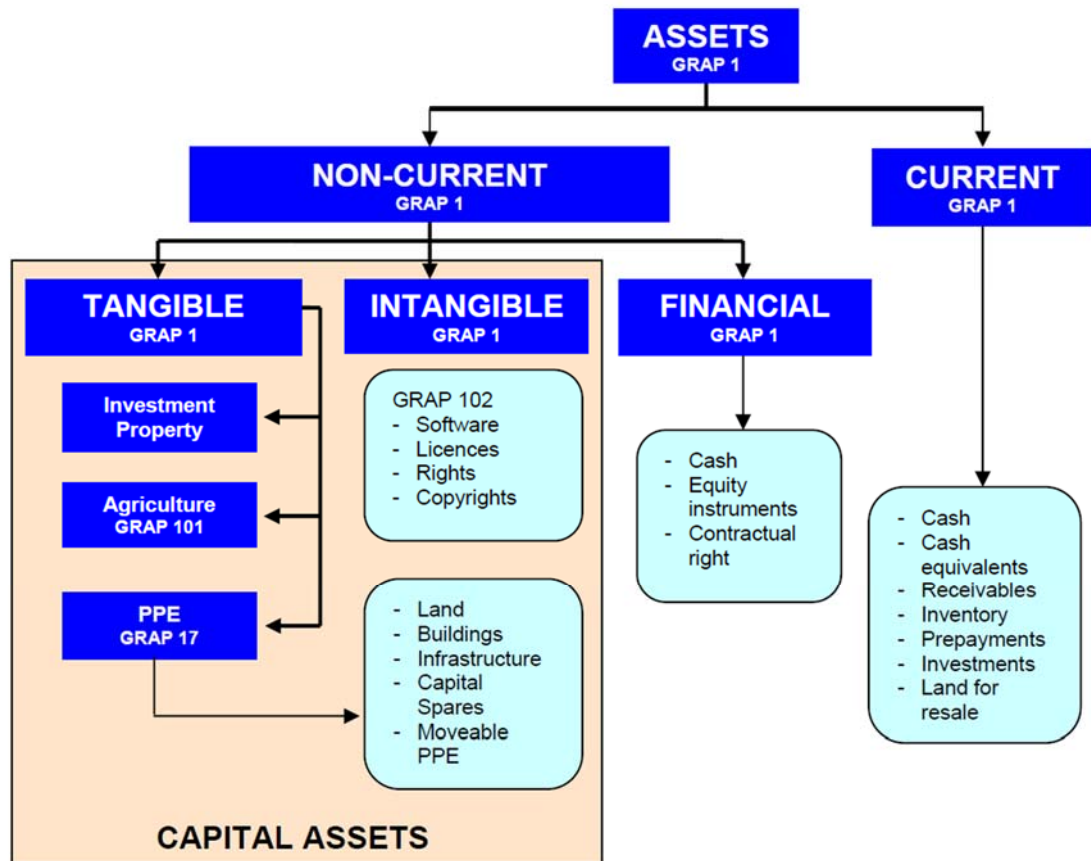 ASSETS
GRAP 1
NON-CURRENT
GRAP 1
CURRENT
GRAP 1
TANGIBLE
GRAP 1
INTANGIBLE
GRAP 1
FINANCIAL
GRAP 1
Investment
Property
Agriculture
GRAP 101
PPE
GRAP 17
GRAP 102
- Software
- Licences
- Rights
- Copyrights
- Land
- Buildings
- Infrastructure
- Capital
Spares
- Moveable
PPE
- Cash
- Equity
instruments
- Contractual
right
- Cash
- Cash
equivalents
- Receivables
- Inventory
- Prepayments
- Investments
- Land for
resale
CAPITAL ASSETS